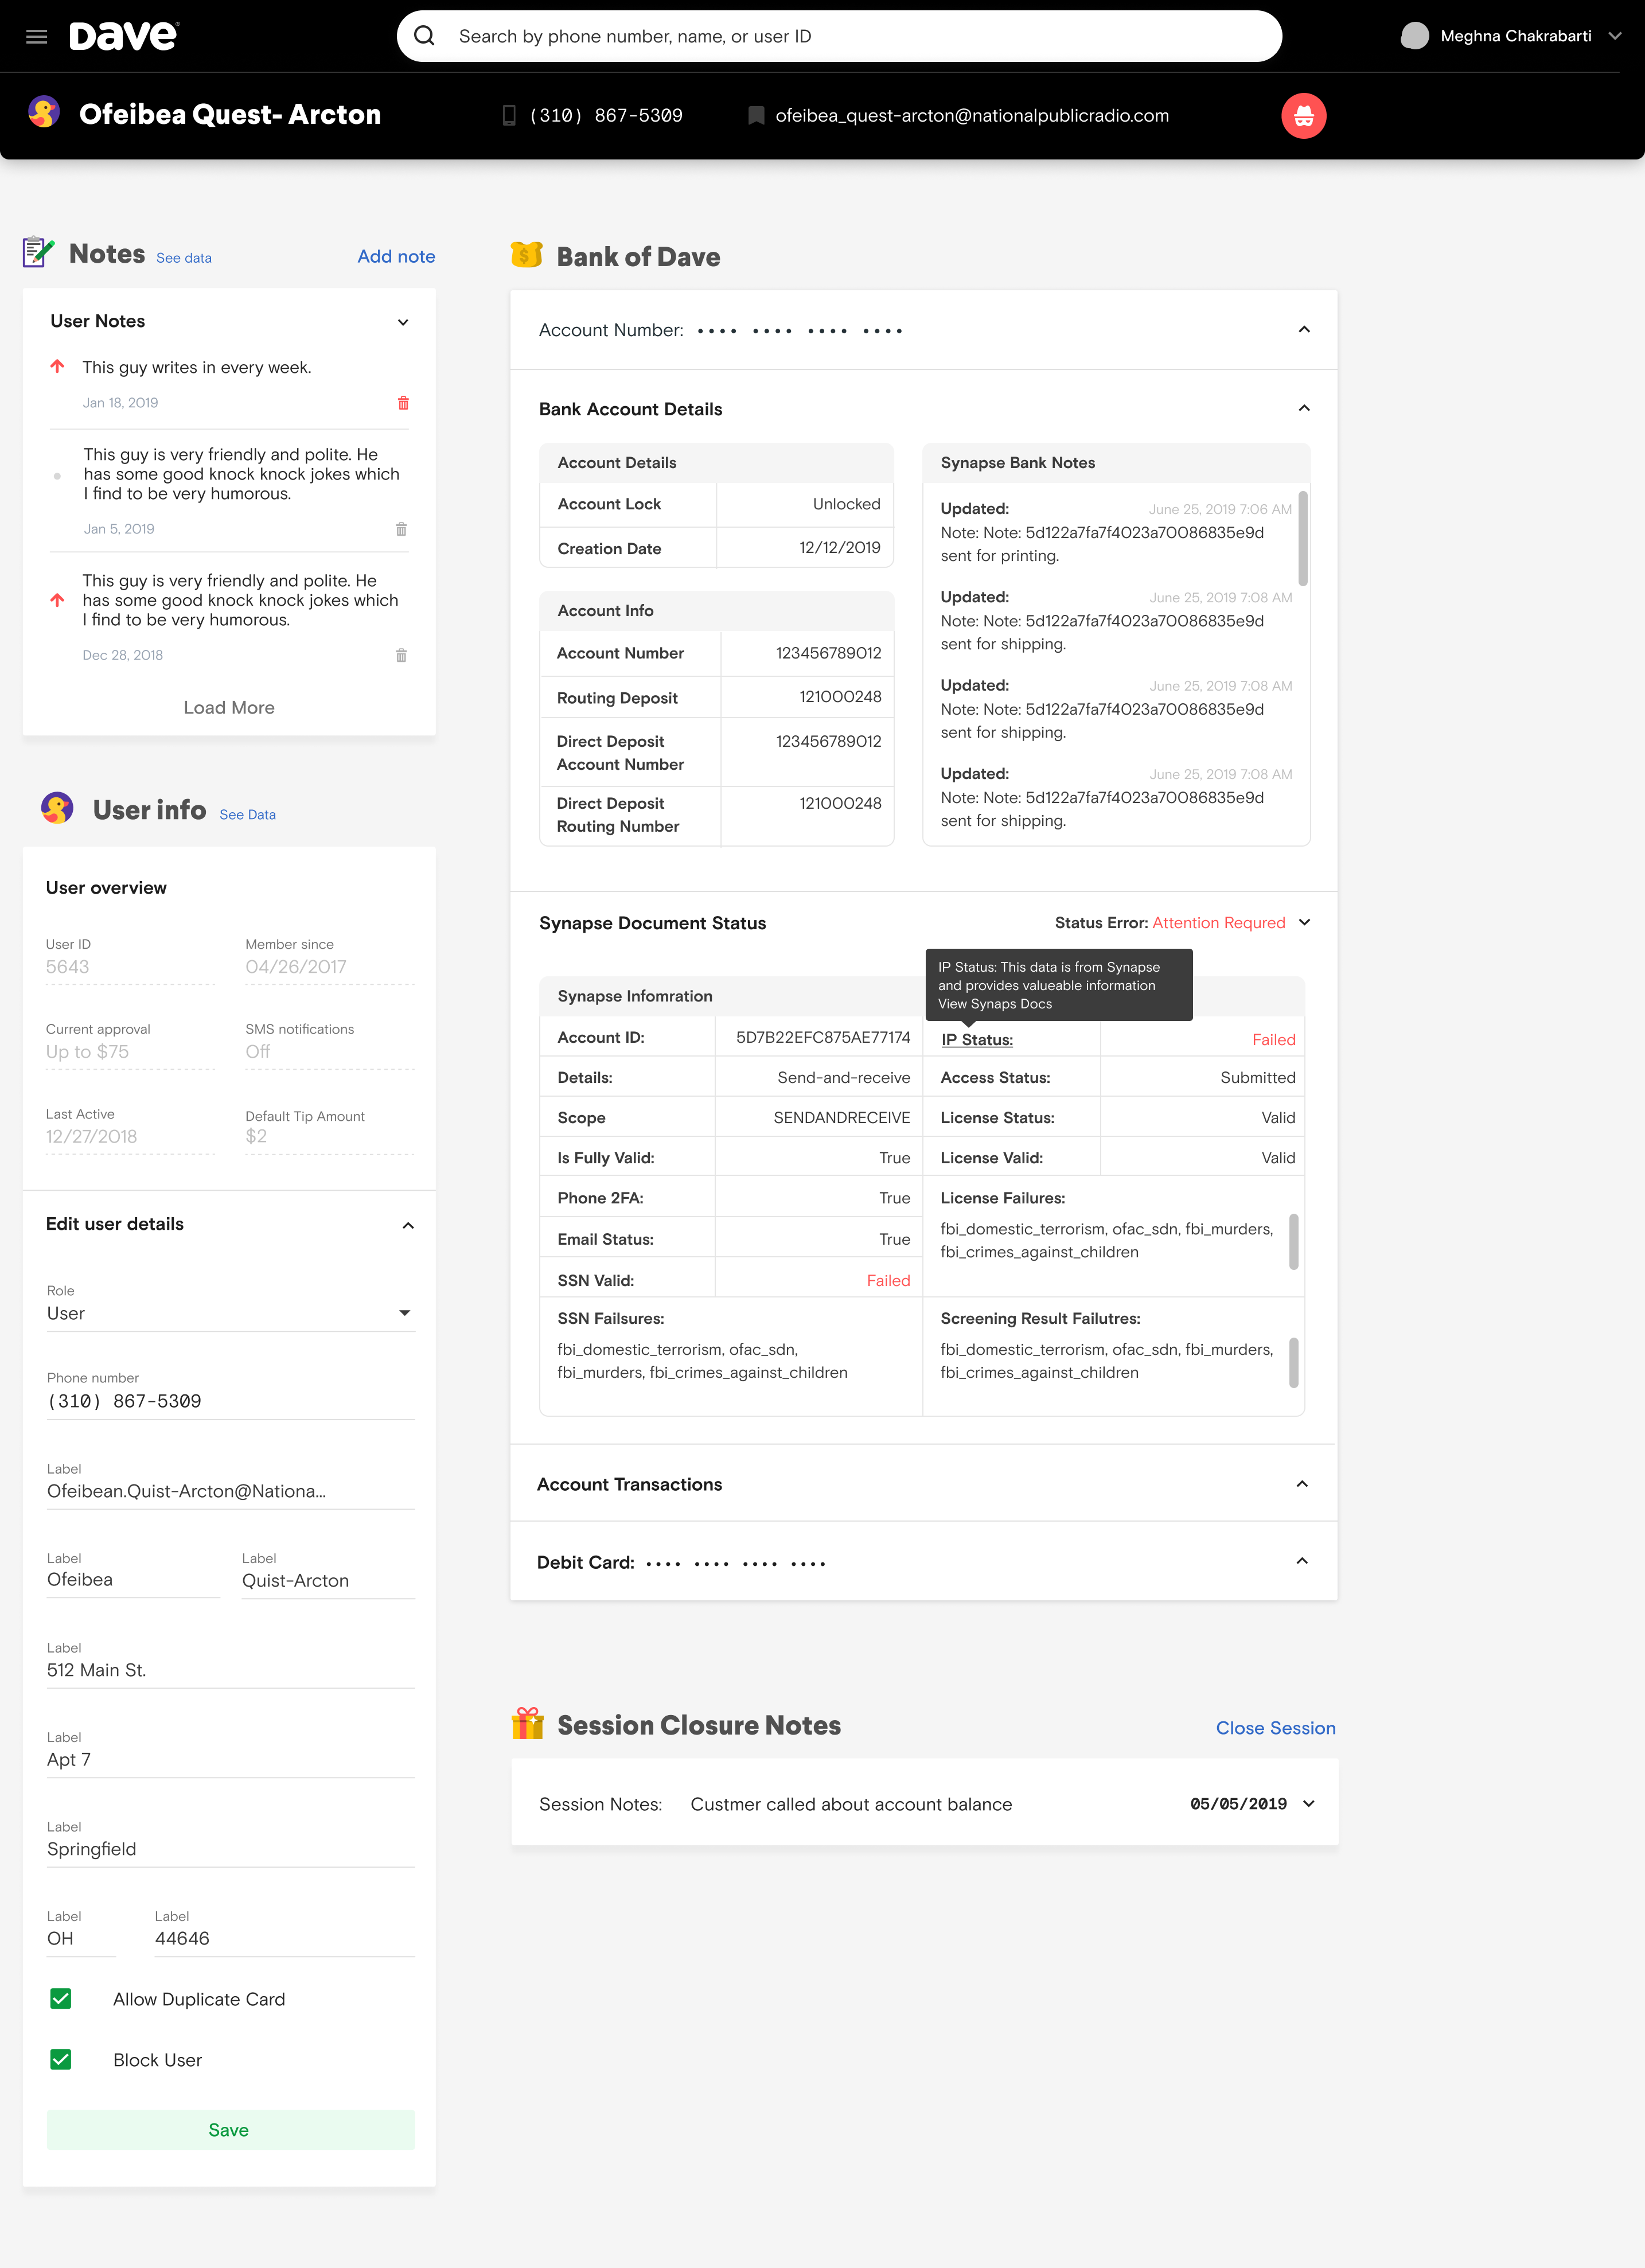 Dave
Search by phone number, name, or user ID
Meghna Chakrabarti
Ofeibea Quest- Arcton
(310) 867-5309
ofeibea_quest-arcton@nationalpublicradio.com
Notes
See data
Add note
User Notes
This guy writes in every week.
Jan 18, 2019
This guy is very friendly and polite. He
has some good knock knock jokes which
I find to be very humorous.
Jan 5, 2019
This guy is very friendly and polite. He
has some good knock knock jokes which
I find to be very humorous.
Dec 28, 2018
Load More
User info
See Data
User overview
User ID
5643
Member since
04/26/2017
Current approval
Up to $75
SMS notifications
Off
Last Active
12/27/2018
Default Tip Amount
$2
Edit user details
Role
User
Phone number
(310) 867-5309
Label
Ofeibean.Quist-Arcton@Nationa...
Label
Ofeibea
Label
Quist-Arcton
Label
512 Main St.
Label
Apt 7
Label
Springfield
Label
OH
Label
44646
Allow Duplicate Card
Block User
Save
Bank of Dave
Account Number: •••• •••• •••• ••••
Bank Account Details
Account Details
Account Lock
Unlocked
Creation Date
12/12/2019
Account Info
Account Number
123456789012
Routing Deposit
121000248
Direct Deposit
Account Number
123456789012
Direct Deposit
Routing Number
121000248
Synapse Bank Notes
Updated:
June 25, 2019 7:06 AM
Note: Note: 5d122a7fa7f4023a70086835e9d
sent for printing.
Updated:
June 25, 2019 7:08 AM
Note: Note: 5d122a7fa7f4023a70086835e9d
sent for shipping.
Updated:
June 25, 2019 7:08 AM
Note: Note: 5d122a7fa7f4023a70086835e9d
sent for shipping.
Updated:
June 25, 2019 7:08 AM
Note: Note: 5d122a7fa7f4023a70086835e9d
sent for shipping.
Synapse Document Status
Status Error: Attention Requred
IP Status: This data is from Synapse
and provides valueable information
View Synaps Docs
Synapse Infomration
Account ID:
5D7B22EFC875AE77174
Details:
Send-and-receive
Scope
SENDANDRECEIVE
Is Fully Valid:
True
Phone 2FA:
True
Email Status:
True
SSN Valid:
Failed
SSN Failsures:
fbi_domestic_terrorism, ofac_sdn,
fbi_murders, fbi_crimes_against_children
IP Status:
Failed
Access Status:
Submitted
License Status:
Valid
License Valid:
Valid
License Failures:
fbi_domestic_terrorism, ofac_sdn, fbi_murders,
fbi_crimes_against_children
Screening Result Failutres:
fbi_domestic_terrorism, ofac_sdn, fbi_murders,
fbi_crimes_against_children
Account Transactions
Debit Card: •••• •••• •••• ••••
Session Closure Notes
Close Session
Session Notes:
Custmer called about account balance
05/05/2019